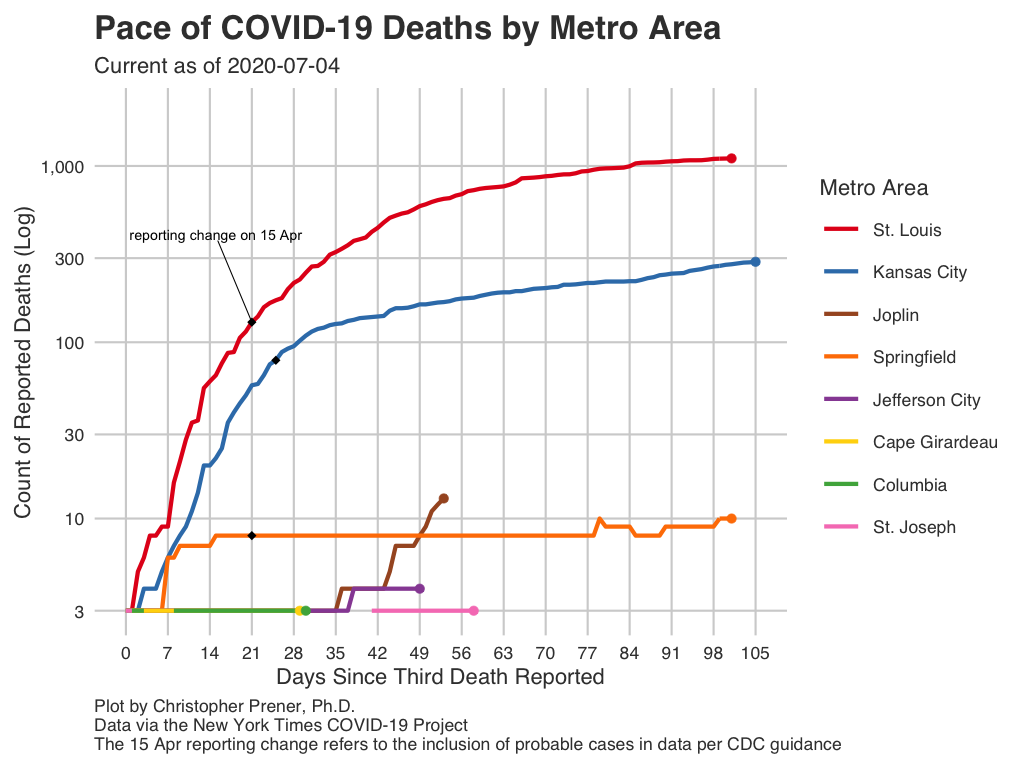 Pace of COVID-19 Deaths by Metro Area
Current as of 2020-07-04
Count of Reported Deaths (Log)
1,000
300
100
30
10
3
reporting change on 15 Apr
0 7 14 21 28 35 42 49 56 63 70 77 84 91 98 105
Days Since Third Death Reported
Metro Area
St. Louis
Kansas City
Joplin
Springfield
Jefferson City
Cape Girardeau
Columbia
St. Joseph
Plot by Christopher Prener, Ph.D.
Data via the New York Times COVID-19 Project
The 15 Apr reporting change refers to the inclusion of probable cases in data per CDC guidance